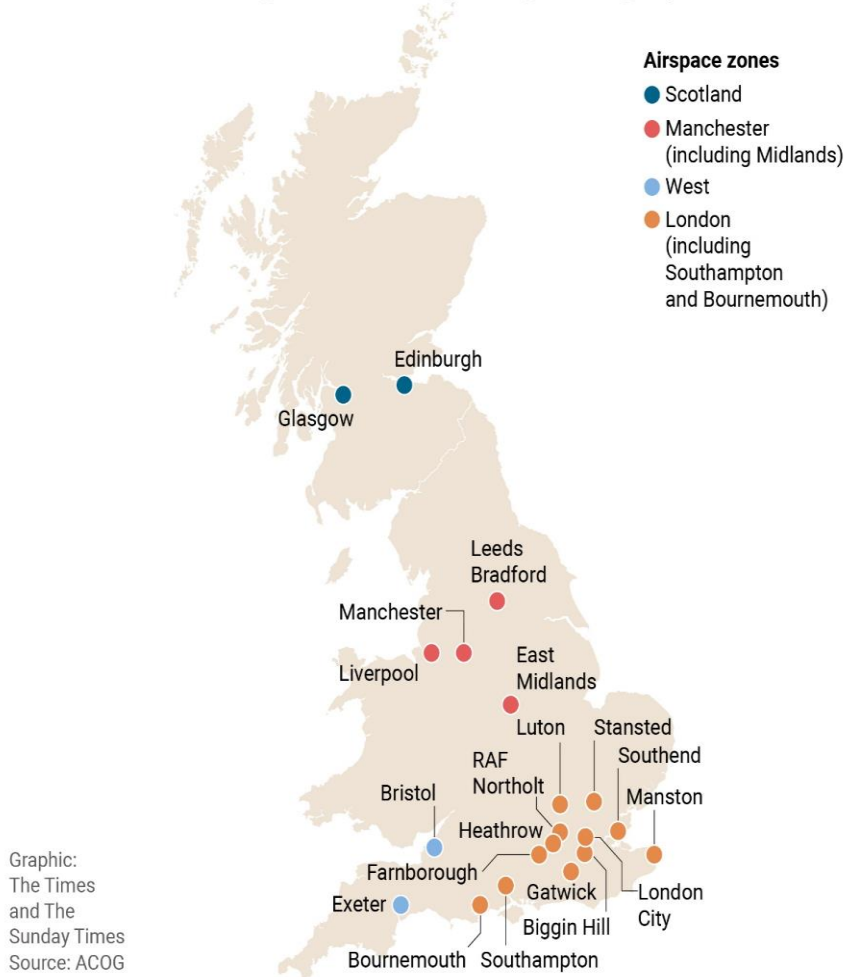 Airspace zones
Scotland
Manchester
(including Midlands)
West
London
(including
Southampton
and Bournemouth)
Edinburgh
Glasgow
Leeds
Bradford
Manchester
Liverpool
East
Midlands
Luton
Stansted
RAF
Northolt
Southend
Bristol
Manston
Heathrow
Farnborough
Gatwick
London
City
Exeter
Biggin Hill
Bournemouth
Southampton
Graphic:
The Times
and The
Sunday Times
Source: ACOG